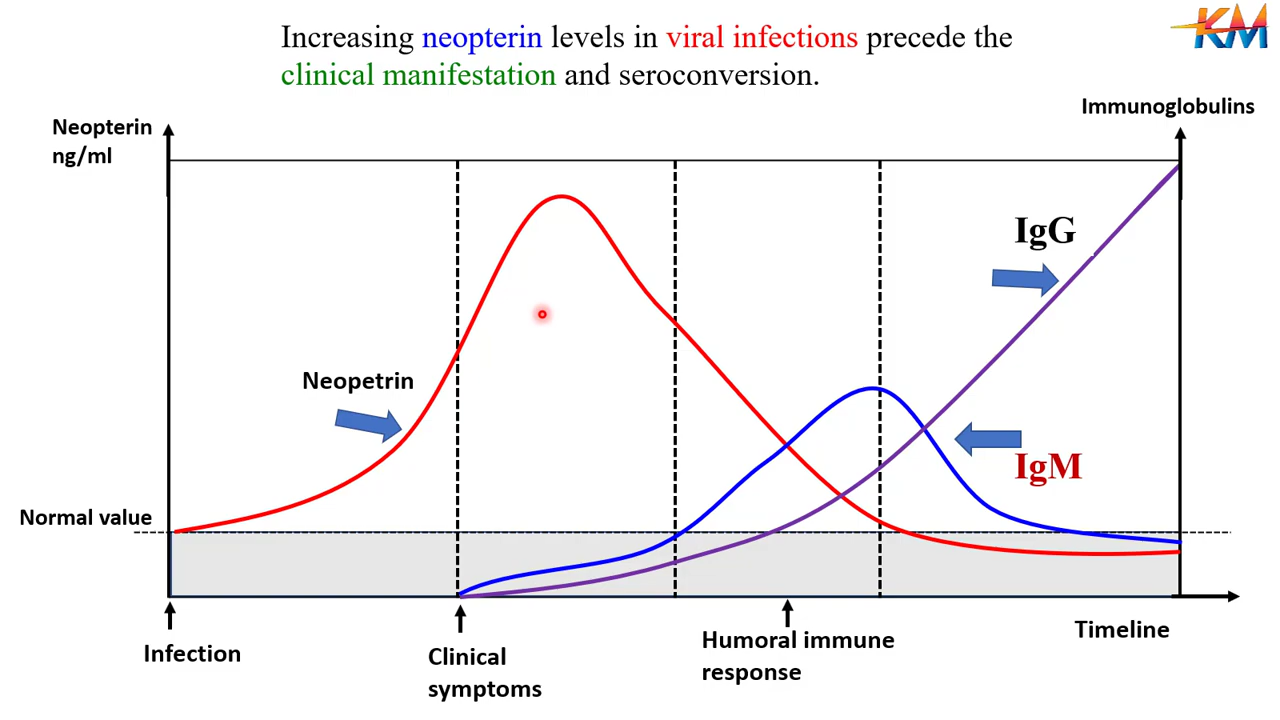 Increasing neopterin levels in viral infections precede the
clinical manifestation and seroconversion.
KM
Neopterin
ng/ml
Immunoglobulins
IgG
Neopetrin
IgM
Normal value
Infection
Clinical
symptoms
Humoral immune
response
Timeline